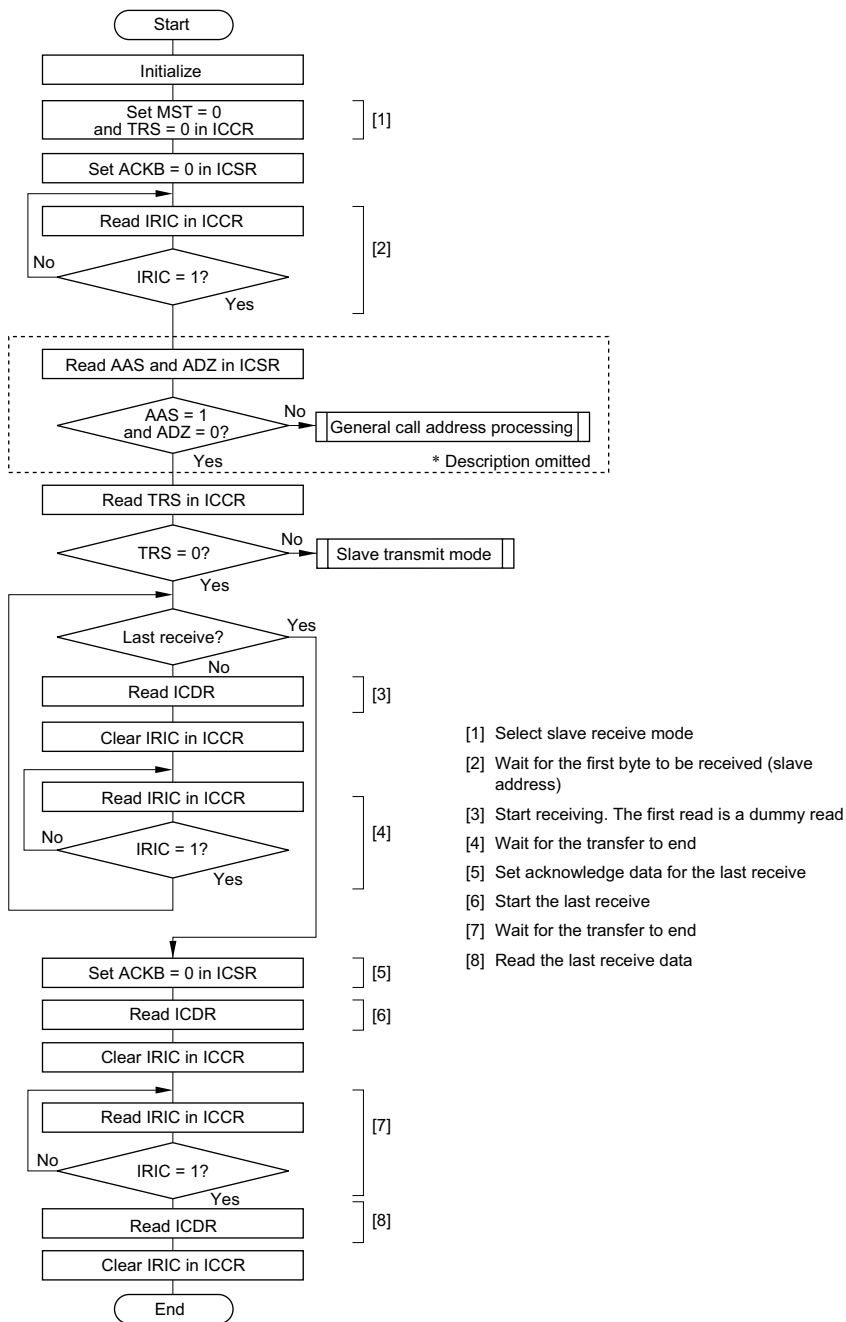 Start
Initialize
Set MST = 0
and TRS = 0 in ICCR
[1]
Set ACKB = 0 in ICSR
Read IRIC in ICCR
[2]
No
IRIC = 1?
Yes
Read AAS and ADZ in ICSR
AAS = 1
and ADZ = 0?
No
General call address processing
Yes
* Description omitted
Read TRS in ICCR
No
TRS = 0?
Slave transmit mode
Yes
Last receive?
Yes
No
Read ICDR
[3]
Clear IRIC in ICCR
Read IRIC in ICCR
[4]
No
IRIC = 1?
Yes
Set ACKB = 0 in ICSR
[5]
Read ICDR
[6]
Clear IRIC in ICCR
Read IRIC in ICCR
[7]
No
IRIC = 1?
Yes
Read ICDR
[8]
Clear IRIC in ICCR
End
[1] Select slave receive mode
[2] Wait for the first byte to be received (slave
address)
[3] Start receiving. The first read is a dummy read
[4] Wait for the transfer to end
[5] Set acknowledge data for the last receive
[6] Start the last receive
[7] Wait for the transfer to end
[8] Read the last receive data